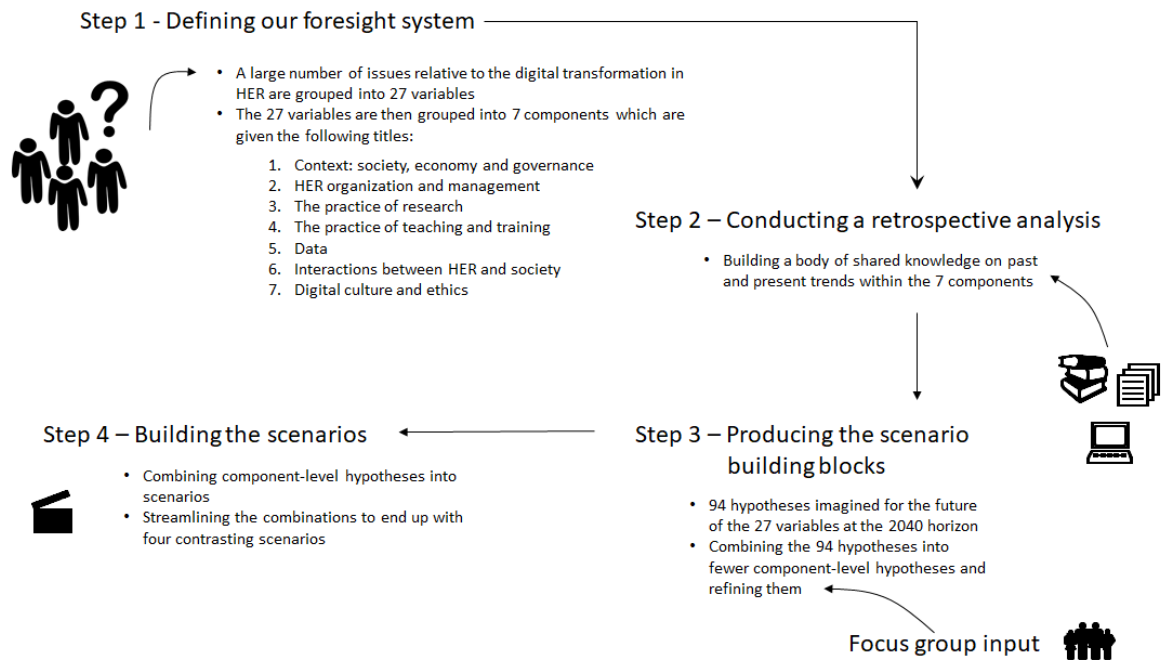 Step 1 - Defining our foresight system
• A large number of issues relative to the digital transformation in
HER are grouped into 27 variables
• The 27 variables are then grouped into 7 components which are
given the following titles:
1. Context: society, economy and governance
2. HER organization and management
3. The practice of research
4. The practice of teaching and training
5. Data
6. Interactions between HER and society
7. Digital culture and ethics
?
Step 2 – Conducting a retrospective analysis
• Building a body of shared knowledge on past
and present trends within the 7 components
Step 3 – Producing the scenario
building blocks
• 94 hypotheses imagined for the future
of the 27 variables at the 2040 horizon
• Combining the 94 hypotheses into
fewer component-level hypotheses and
refining them
Focus group input
Step 4 – Building the scenarios
• Combining component-level hypotheses into
scenarios
• Streamlining the combinations to end up with
four contrasting scenarios